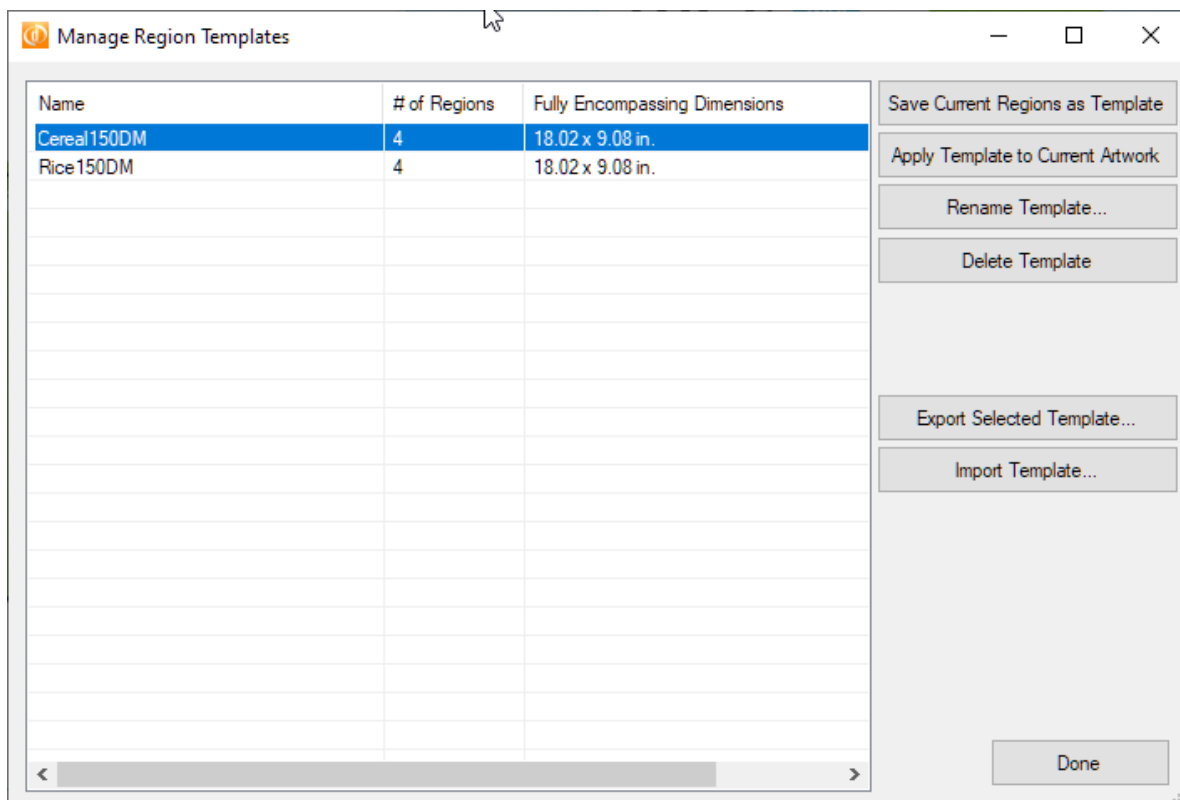 Manage Region Templates
Name # of Regions Fully Encompassing Dimensions
Cereal150DM 4 18.02 x 9.08 in.
Rice150DM 4 18.02 x 9.08 in.
Save Current Regions as Template
Apply Template to Current Artwork
Rename Template...
Delete Template
Export Selected Template...
Import Template...
Done